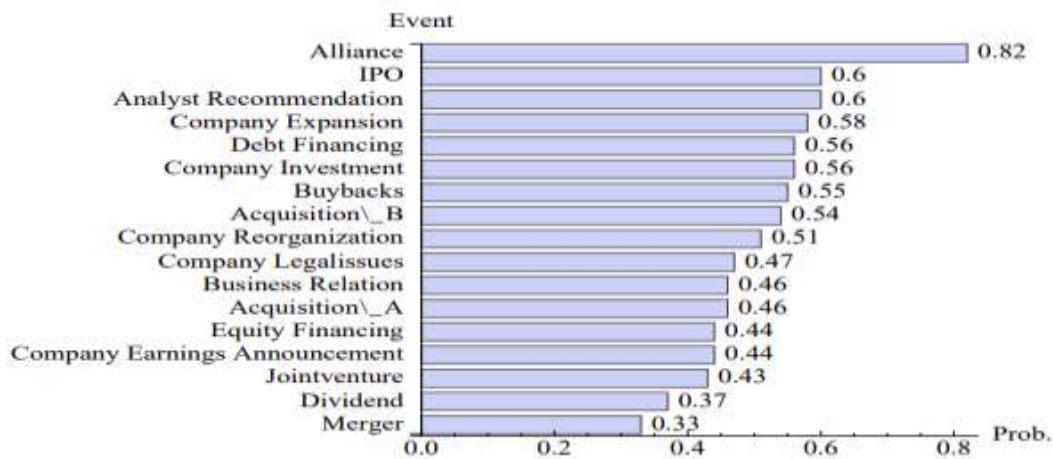 Event
Alliance 0.82
IPO 0.6
Analyst Recommendation 0.6
Company Expansion 0.58
Debt Financing 0.56
Company Investment 0.56
Buybacks 0.55
Acquisition\_B 0.54
Company Reorganization 0.51
Company Legalissues 0.47
Business Relation 0.46
Acquisition\_A 0.46
Equity Financing 0.44
Company Earnings Announcement 0.44
Jointventure 0.43
Dividend 0.37
Merger 0.33
0.0 0.2 0.4 0.6 0.8 Prob.